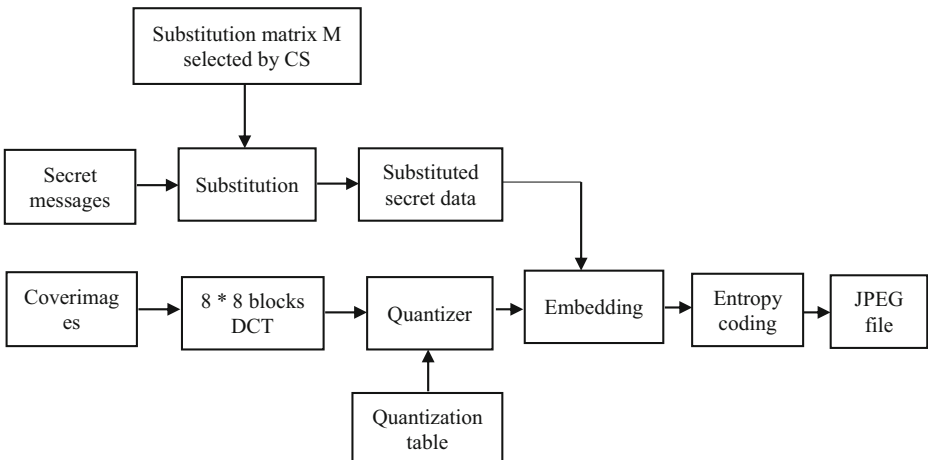 Substitution matrix M
selected by CS
Secret
messages
Substitution
Substituted
secret data
Coverimag
es
8 * 8 blocks
DCT
Quantizer
Embedding
Entropy
coding
JPEG
file
Quantization
table